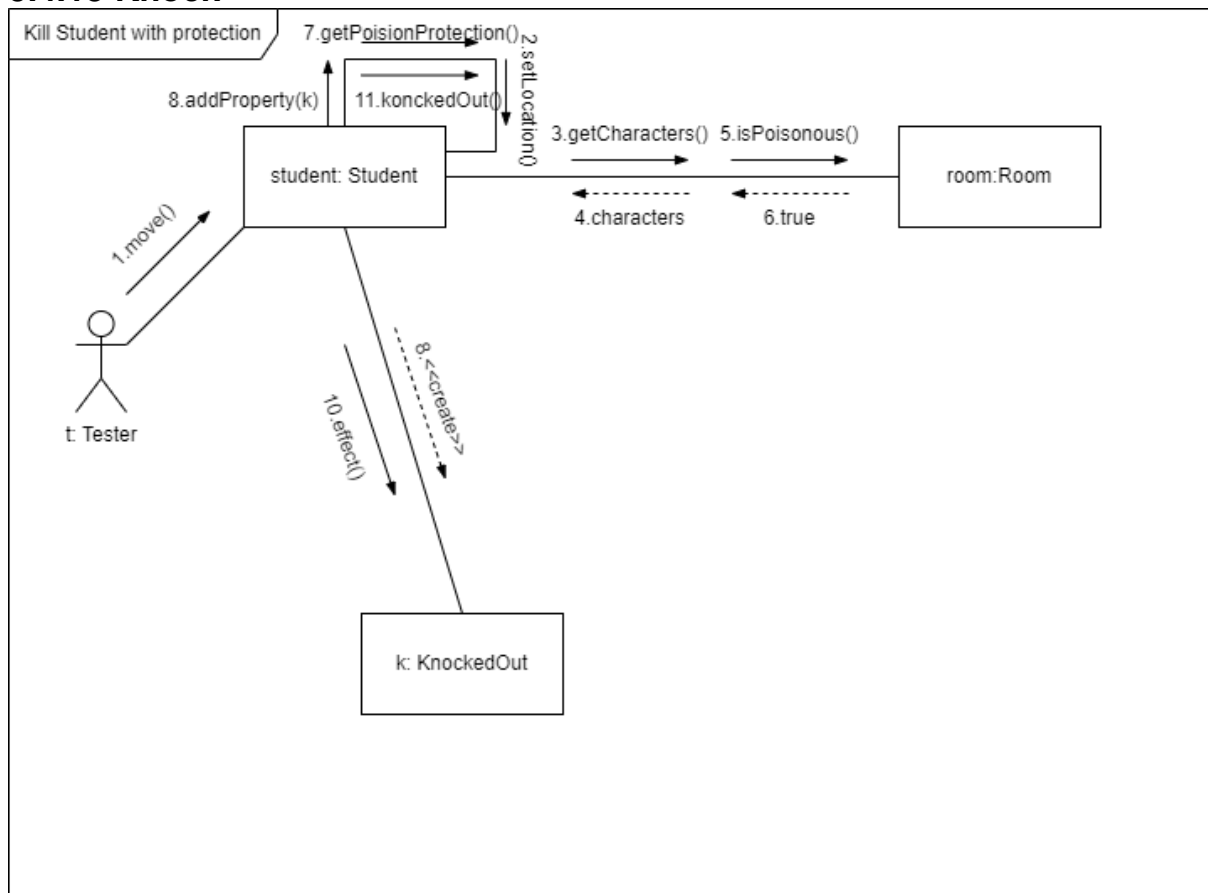 Kill Student with protection
7.getPoisionProtection()
2.setLocation()
8.addProperty(k)
11.konckedOut()
3.getCharacters()
5.isPoisonous()
student: Student
room:Room
4.characters
6.true
1.move()
8.<<create>>
10.effect()
t: Tester
k: KnockedOut